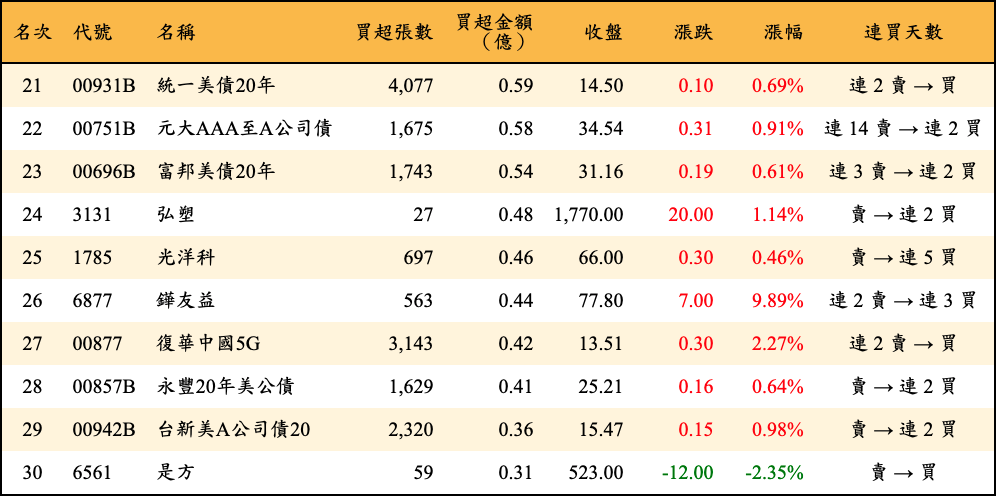 名次 代號 名稱 買超張數 買超金額（億） 收盤 漲跌 漲幅 連買天數
21 00931B 統一美債20年 4,077 0.59 14.50 0.10 0.69% 連 2 賣 → 買
22 00751B 元大AAA至A公司債 1,675 0.58 34.54 0.31 0.91% 連 14 賣 → 連 2 買
23 00696B 富邦美債20年 1,743 0.54 31.16 0.19 0.61% 連 3 賣 → 連 2 買
24 3131 弘塑 27 0.48 1,770.00 20.00 1.14% 賣 → 連 2 買
25 1785 光洋科 697 0.46 66.00 0.30 0.46% 賣 → 連 5 買
26 6877 鏵友益 563 0.44 77.80 7.00 9.89% 連 2 賣 → 連 3 買
27 00877 復華中國5G 3,143 0.42 13.51 0.30 2.27% 連 2 賣 → 買
28 00857B 永豐20年美公債 1,629 0.41 25.21 0.16 0.64% 賣 → 連 2 買
29 00942B 台新美A公司債20 2,320 0.36 15.47 0.15 0.98% 賣 → 連 2 買
30 6561 是方 59 0.31 523.00 -12.00 -2.35% 賣 → 買